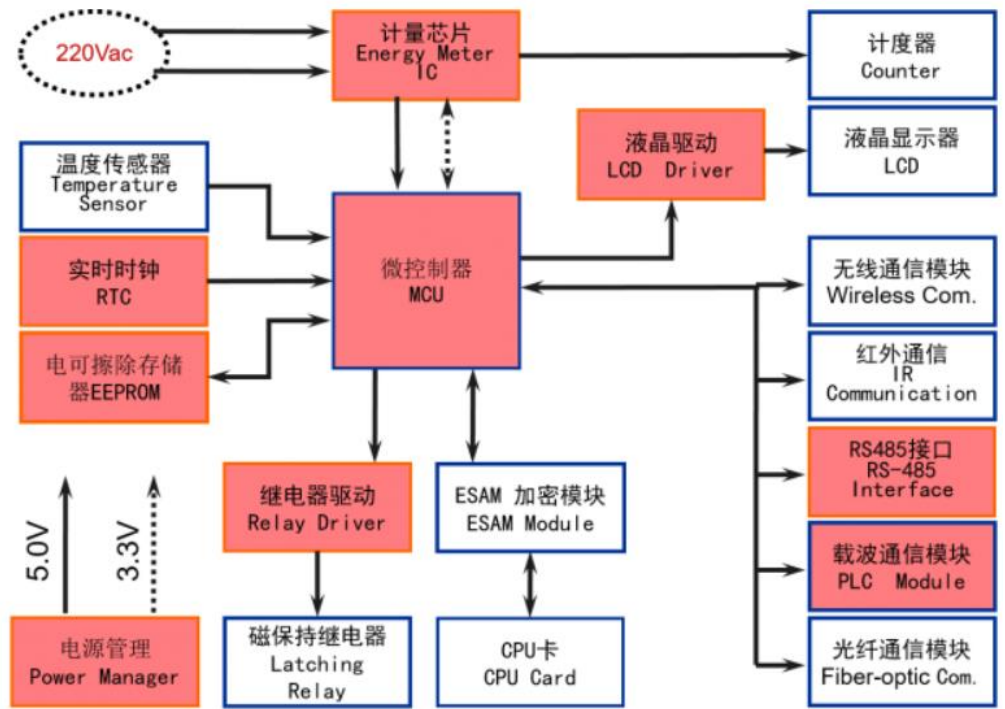 220Vac
计量芯片
Energy Meter
IC
计度器
Counter
液晶驱动
LCD Driver
液晶显示器
LCD
温度传感器
Temperature
Sensor
实时时钟
RTC
电可擦除存储
器EEPROM
微控制器
MCU
无线通信模块
Wireless Com.
红外通信
IR
Communication
RS485接口
RS-485
Interface
载波通信模块
PLC Module
光纤通信模块
Fiber-optic Com.
继电器驱动
Relay Driver
ESAM 加密模块
ESAM Module
磁保持继电器
Latching
Relay
CPU卡
CPU Card
5.0V
3.3V
电源管理
Power Manager